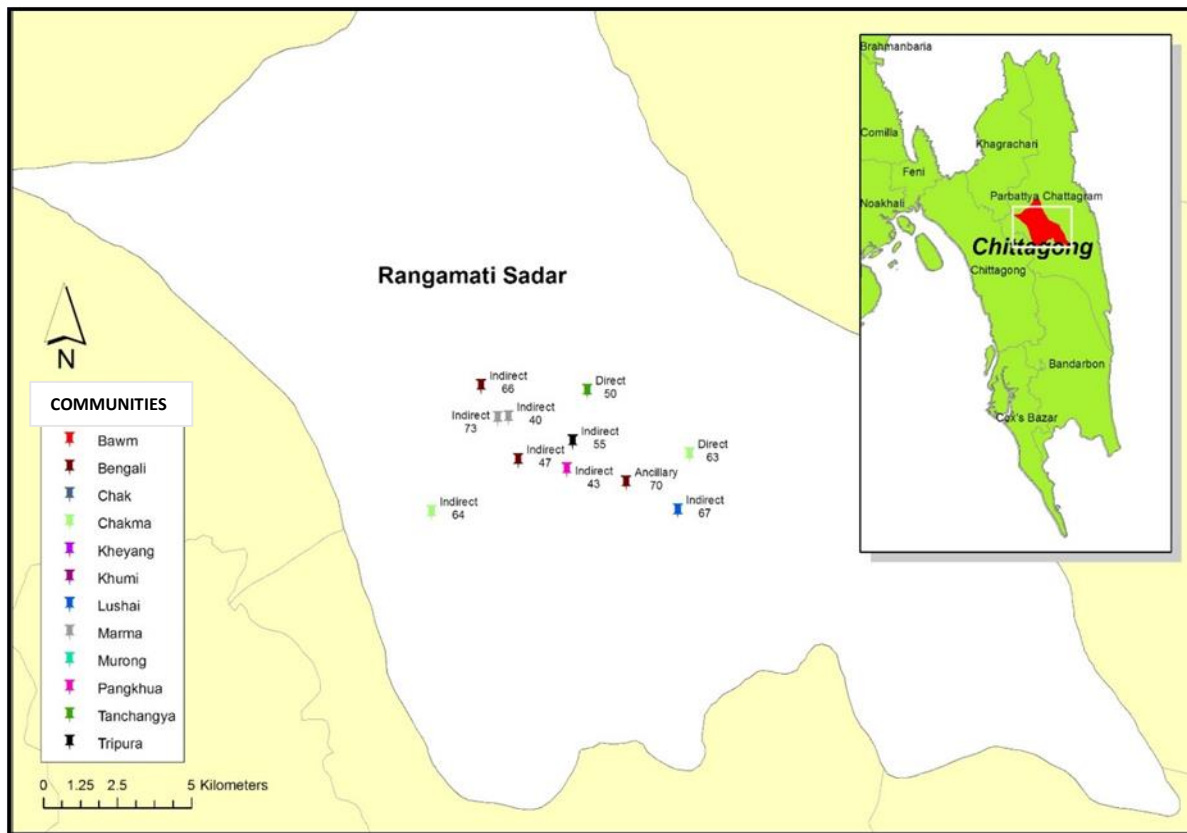 Rangamati Sadar
N
COMMUNITIES
Bawm
Bengali
Chak
Chakma
Kheyang
Khumi
Lushai
Marma
Murong
Pangkhua
Tanchangya
Tripura
0 1.25 2.5 5 Kilometers
Indirect
66
Direct
50
Indirect
73
Indirect
40
Indirect
55
Indirect
47
Indirect
43
Direct
63
Ancillary
70
Indirect
64
Indirect
67
Brahmanbaria
Comilla
Khagrachari
Feni
Noakhali
Parbattya Chattagram
Chittagong
Chittagong
Bandarbon
Cox's Bazar